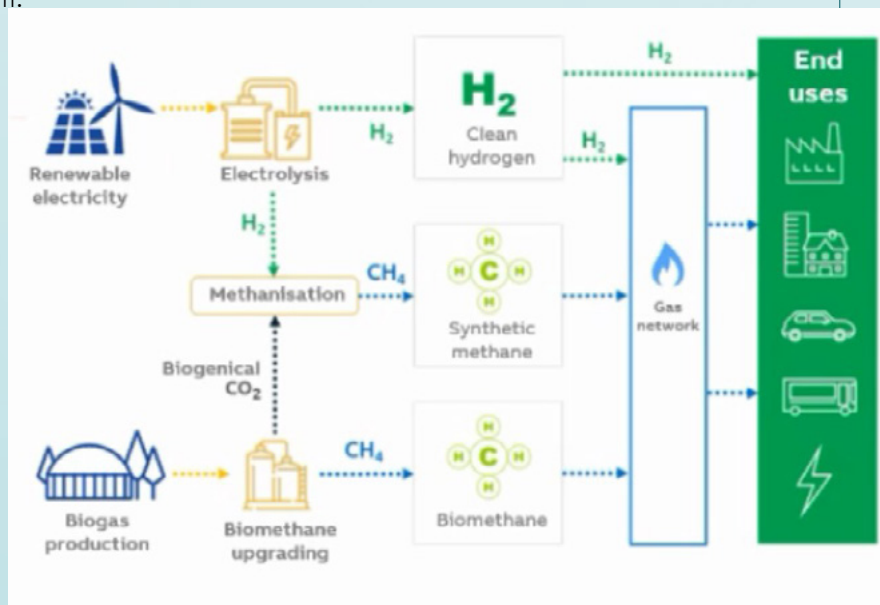 H₂
End
uses
H₂
Clean
hydrogen
H₂
H₂
Renewable
electricity
Electrolysis
H₂
CH₄
Methanisation
H
H C H
H
Synthetic
methane
Gas
network
Biogenical
CO₂
CH₄
H
H C H
H
Biomethane
Biogas
production
Biomethane
upgrading